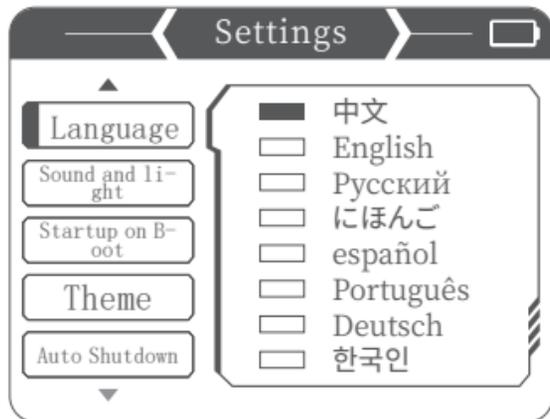 Settings
Language
Sound and li-
ght
Startup on B-
oot
Theme
Auto Shutdown
中文
English
Русский
にほんご
español
Português
Deutsch
한국인